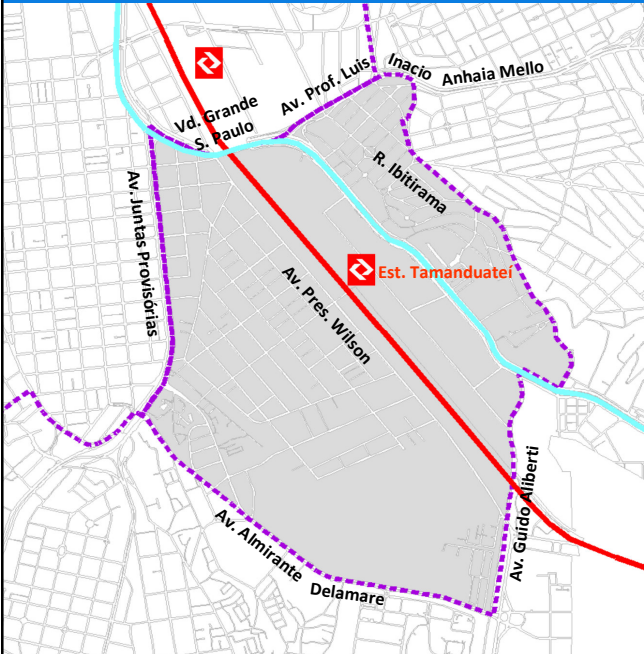 Inacio
Anhaia Mello
Av. Prof. Luis
Vd. Grande
S. Paulo
R. Ibitirama
Av. Juntas Provisórias
Est. Tamanduateí
Av. Pres. Wilson
Av. Guido Aliberti
Av. Almirante
Delamare